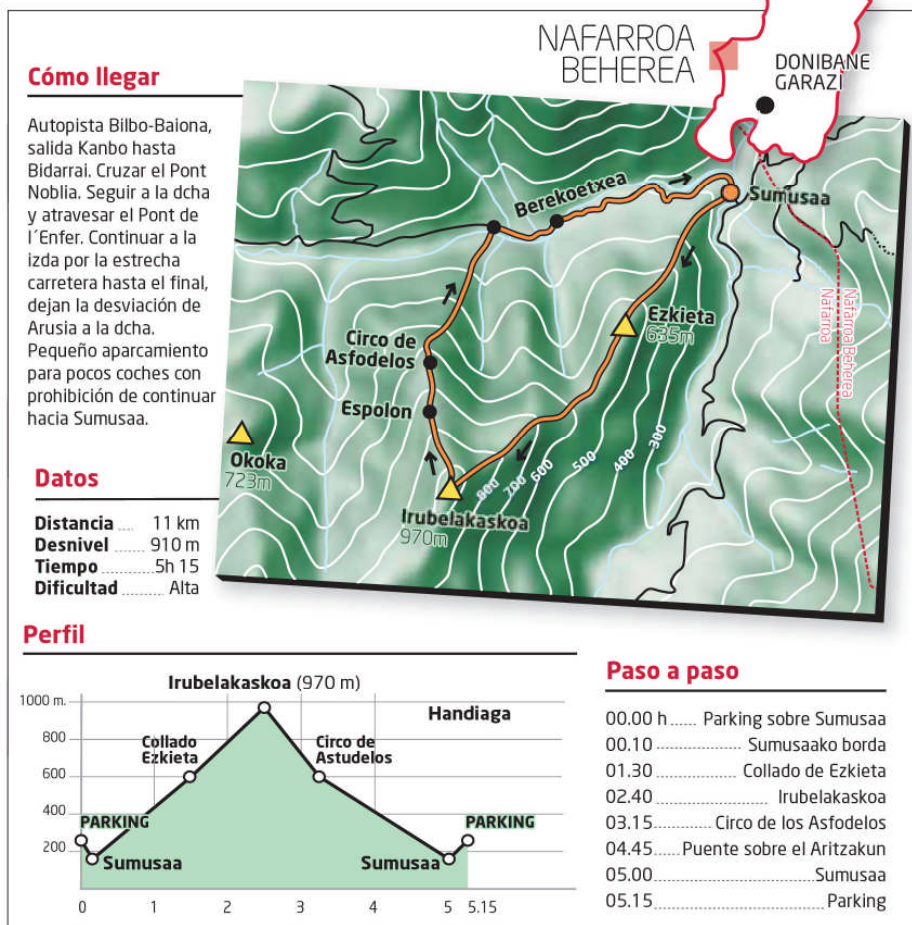 NAFARROA
BEHEREA
DONIBANE
GARAZI
Cómo llegar
Autopista Bilbo-Baiona,
salida Kanbo hasta
Bidarrai. Cruzar el Pont
Noblia. Seguir a la dcha
y atravesar el Pont de
l´Enfer. Continuar a la
izda por la estrecha
carretera hasta el final,
dejan la desviación de
Arusia a la dcha.
Pequeño aparcamiento
para pocos coches con
prohibición de continuar
hacia Sumusaa.
Berekoetxea
Sumusaa
Ezkieta
635m
Nafarroa Beherea
Nafarroa
Circo de
Asfodelos
Espolon
Okoka
723m
800
700
600
500
400
300
Irubelakaskoa
970m
Datos
Distancia .... 11 km
Desnivel ...... 910 m
Tiempo ........... 5h 15
Dificultad .......... Alta
Perfil
Irubelakaskoa (970 m)
Handiaga
1000 m.
800
600
400
200
Collado
Ezkieta
Circo de
Astudelos
PARKING
PARKING
Sumusaa
Sumusaa
0 1 2 3 4 5 5.15
Paso a paso
00.00 h ...... Parking sobre Sumusaa
00.10 .................. Sumusaako borda
01.30 .................. Collado de Ezkieta
02.40 .......................... Irubelakaskoa
03.15 ............. Circo de los Asfodelos
04.45 ...... Puente sobre el Aritzakun
05.00 .................................. Sumusaa
05.15 .................................... Parking